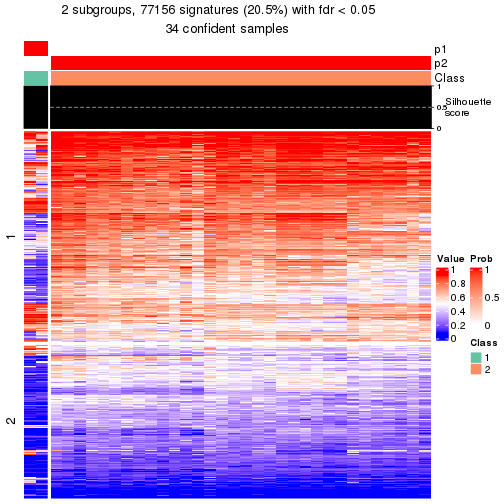 2 subgroups, 77156 signatures (20.5%) with fdr < 0.05
34 confident samples
p1
p2
Class
1
0.5
0
Silhouette
score
1
2
Value
1
0.8
0.6
0.4
0.2
0
Prob
1
0.5
0
Class
1
2